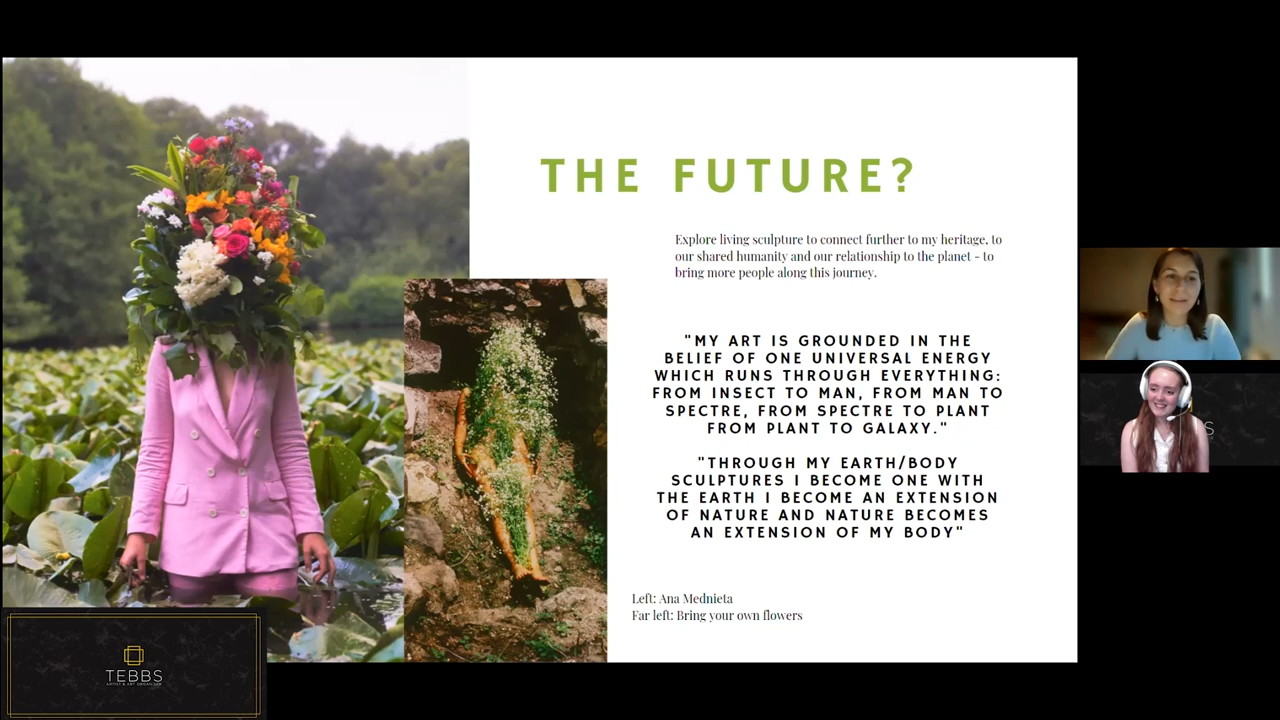 THE FUTURE?
Explore living sculpture to connect further to my heritage, to
our shared humanity and our relationship to the planet - to
bring more people along this journey.
"MY ART IS GROUNDED IN THE
BELIEF OF ONE UNIVERSAL ENERGY
WHICH RUNS THROUGH EVERYTHING:
FROM INSECT TO MAN, FROM MAN TO
SPECTRE, FROM SPECTRE TO PLANT
FROM PLANT TO GALAXY."
"THROUGH MY EARTH/BODY
SCULPTURES I BECOME ONE WITH
THE EARTH I BECOME AN EXTENSION
OF NATURE AND NATURE BECOMES
AN EXTENSION OF MY BODY"
Left: Ana Mednieta
Far left: Bring your own flowers
TEBBS
ARTIST & ART ORGANISER
S